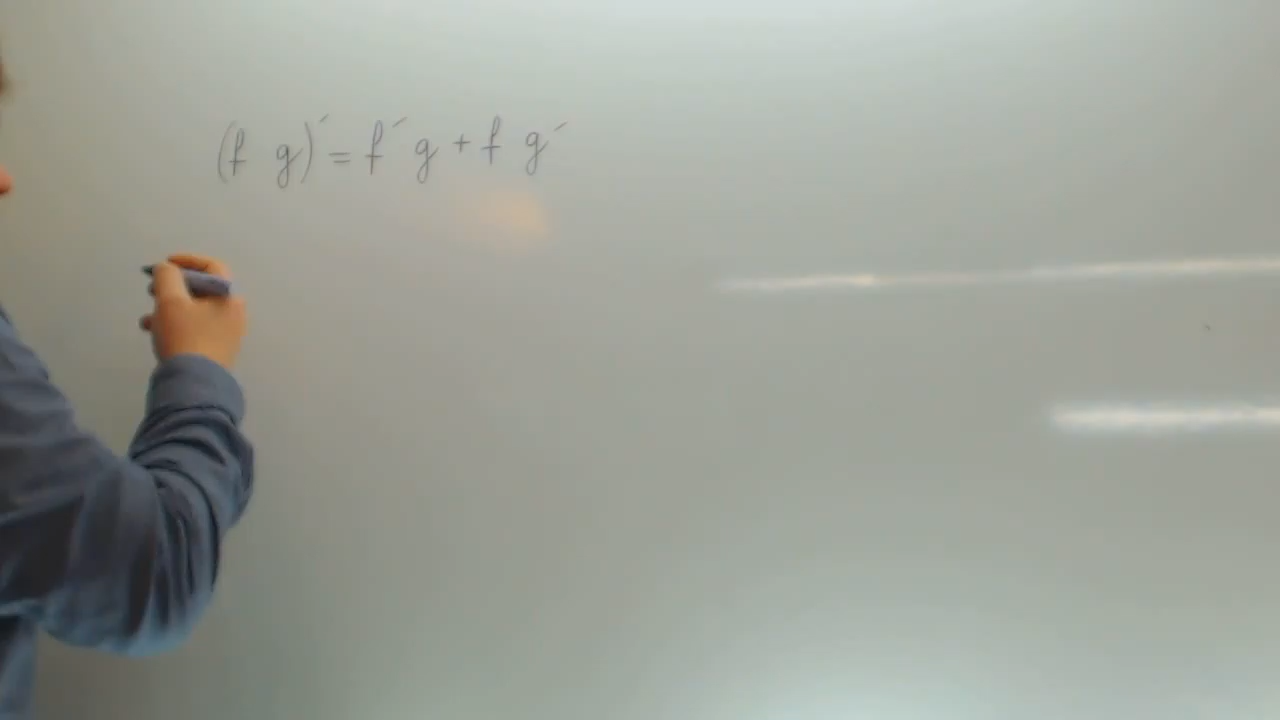 (f g)´ = f´ g + f g´